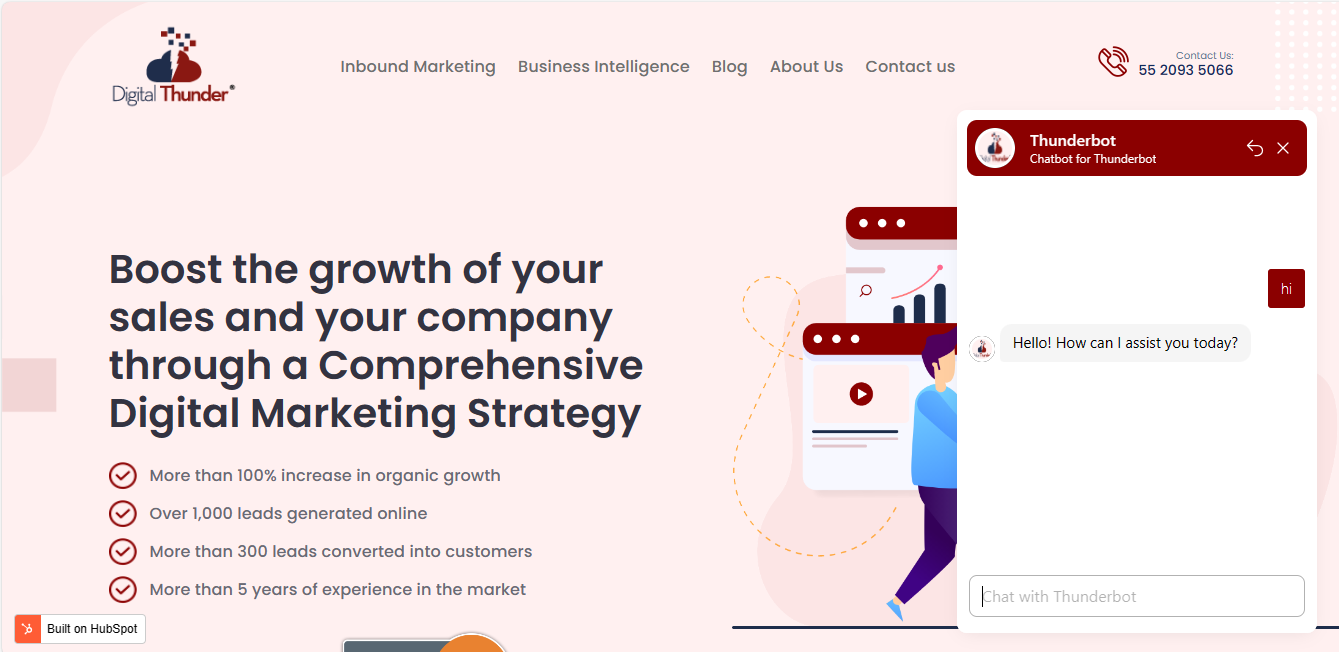 Digital Thunder®
Inbound Marketing
Business Intelligence
Blog
About Us
Contact us
Contact Us:
55 2093 5066
Boost the growth of your
sales and your company
through a Comprehensive
Digital Marketing Strategy
More than 100% increase in organic growth
Over 1,000 leads generated online
More than 300 leads converted into customers
More than 5 years of experience in the market
Built on HubSpot
Thunderbot
Chatbot for Thunderbot
hi
Hello! How can I assist you today?
Chat with Thunderbot